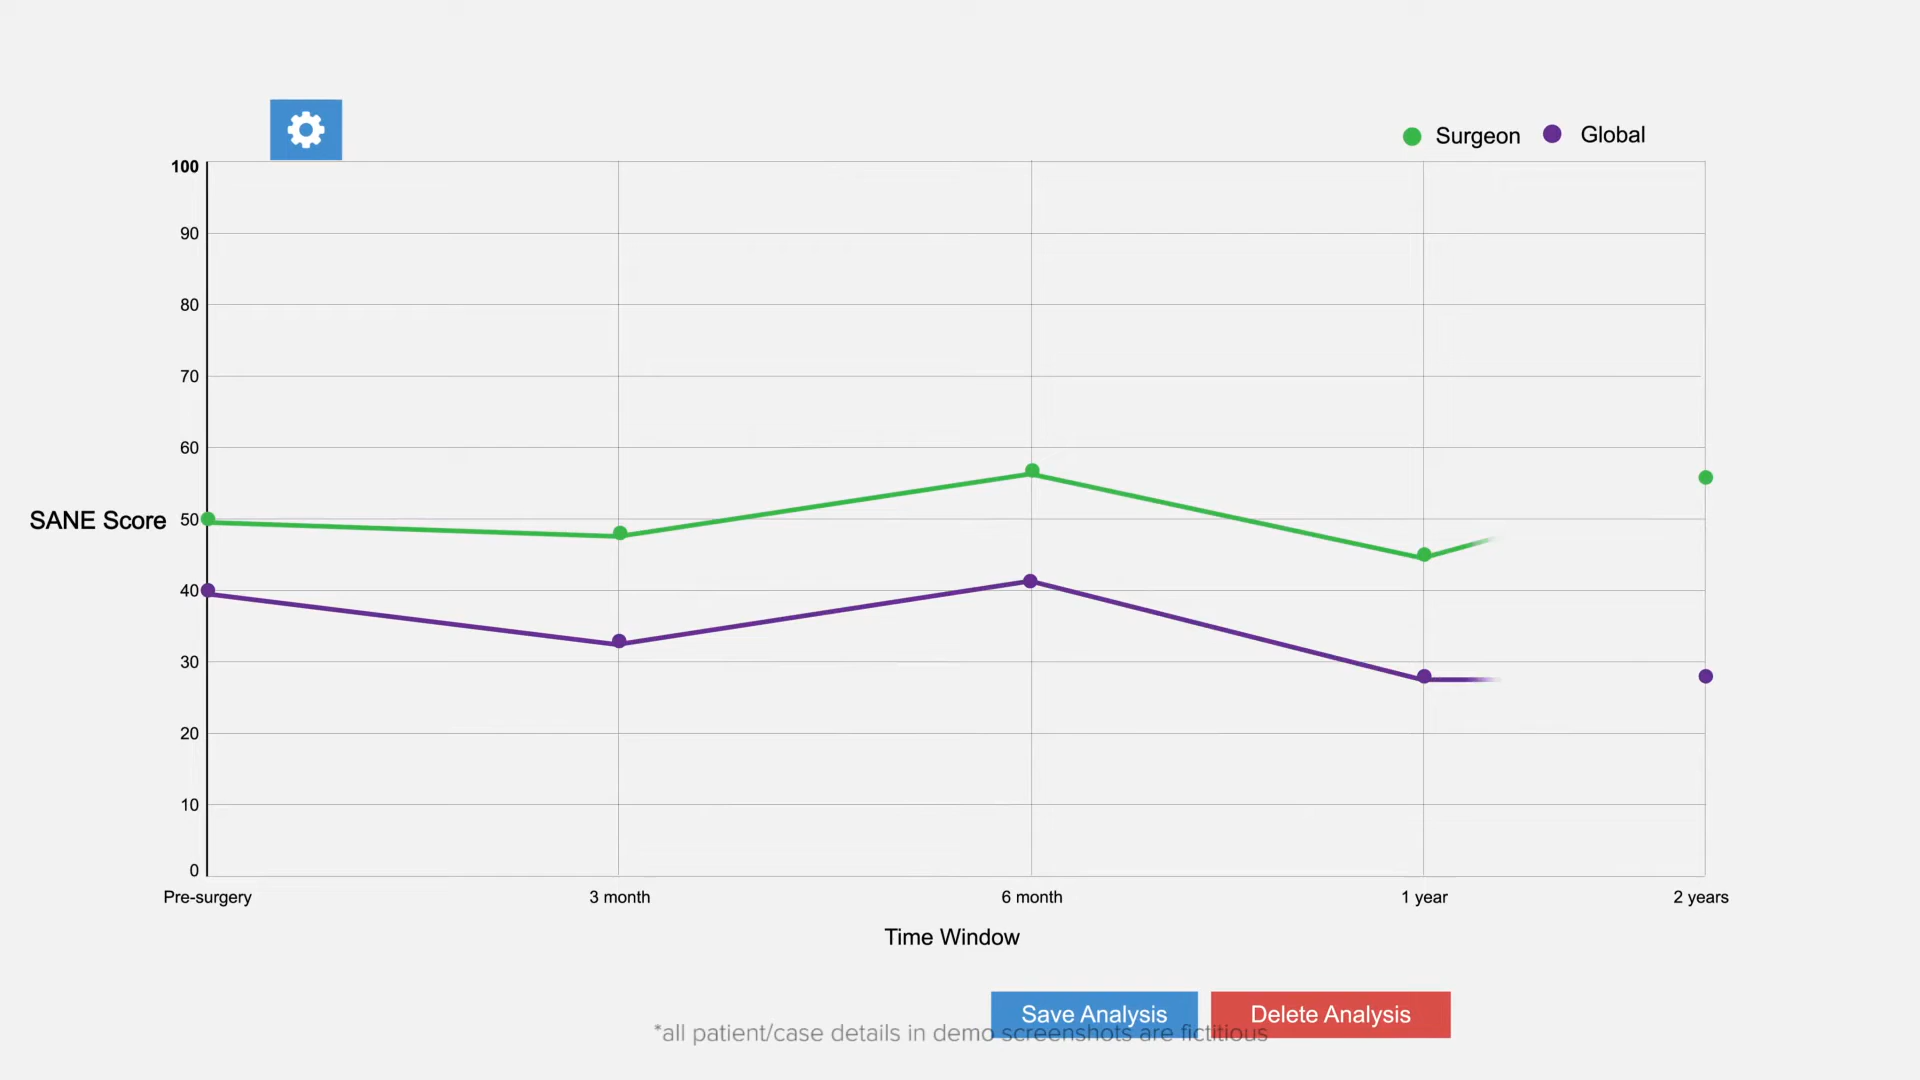 Surgeon Global
100
90
80
70
60
SANE Score 50
40
30
20
10
0
Pre-surgery 3 month 6 month 1 year 2 years
Time Window
Save Analysis Delete Analysis
*all patient/case details in demo screenshots are fictitious